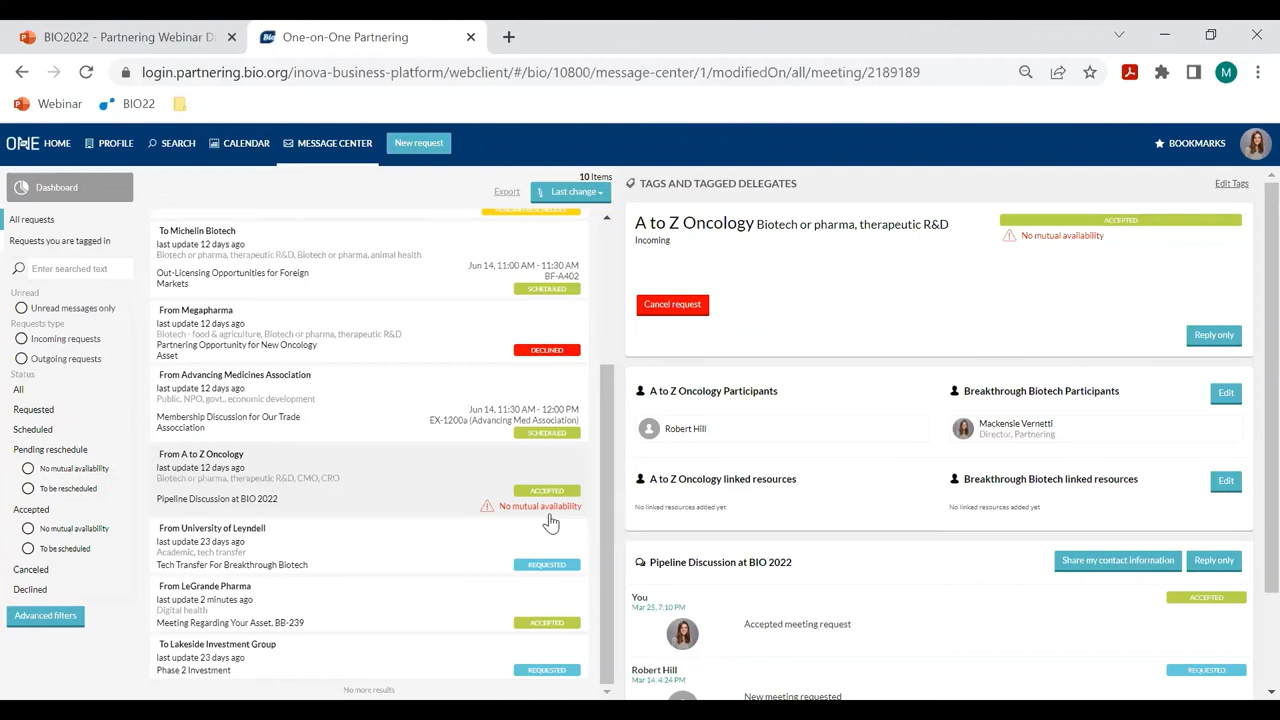 BIO2022 - Partnering Webinar D
One-on-One Partnering
login.partnering.bio.org/inova-business-platform/webclient/#/bio/10800/message-center/1/modifiedOn/all/meeting/2189189
M
Webinar
BIO22
ONE HOME
PROFILE
SEARCH
CALENDAR
MESSAGE CENTER
New request
BOOKMARKS
Dashboard
All requests
Requests you are tagged in
Enter searched text
Unread
Unread messages only
Requests type
Incoming requests
Outgoing requests
Status
All
Requested
Scheduled
Pending reschedule
No mutual availability
To be rescheduled
Accepted
No mutual availability
To be scheduled
Canceled
Declined
Advanced filters
10 Items
Export
Last change
To Michelin Biotech
last update 12 days ago
Biotech or pharma, therapeutic R&D, Biotech or pharma, animal health
Out-Licensing Opportunities for Foreign
Markets
Jun 14, 11:00 AM - 11:30 AM
BF-A402
SCHEDULED
From Megapharma
last update 12 days ago
Biotech - food & agriculture, Biotech or pharma, therapeutic R&D
Partnering Opportunity for New Oncology
Asset
DECLINED
From Advancing Medicines Association
last update 12 days ago
Public, NPO, govt., economic development
Membership Discussion for Our Trade
Asscociation
Jun 14, 11:30 AM - 12:00 PM
EX-1200a (Advancing Med Association)
SCHEDULED
From A to Z Oncology
last update 12 days ago
Biotech or pharma, therapeutic R&D, CMO, CRO
Pipeline Discussion at BIO 2022
ACCEPTED
No mutual availability
From University of Leyndell
last update 23 days ago
Academic, tech transfer
Tech Transfer For Breakthrough Biotech
REQUESTED
From LeGrande Pharma
last update 2 minutes ago
Digital health
Meeting Regarding Your Asset, BB-239
ACCEPTED
To Lakeside Investment Group
last update 23 days ago
Phase 2 Investment
REQUESTED
No more results
TAGS AND TAGGED DELEGATES
Edit Tags
A to Z Oncology Biotech or pharma, therapeutic R&D
Incoming
ACCEPTED
No mutual availability
Cancel request
Reply only
A to Z Oncology Participants
Robert Hill
Breakthrough Biotech Participants
Edit
Mackensie Vernetti
Director, Partnering
A to Z Oncology linked resources
No linked resources added yet
Breakthrough Biotech linked resources
Edit
No linked resources added yet
Pipeline Discussion at BIO 2022
Share my contact information
Reply only
You
Mar 25, 7:10 PM
Accepted meeting request
ACCEPTED
Robert Hill
Mar 14, 4:24 PM
New meeting requested
REQUESTED